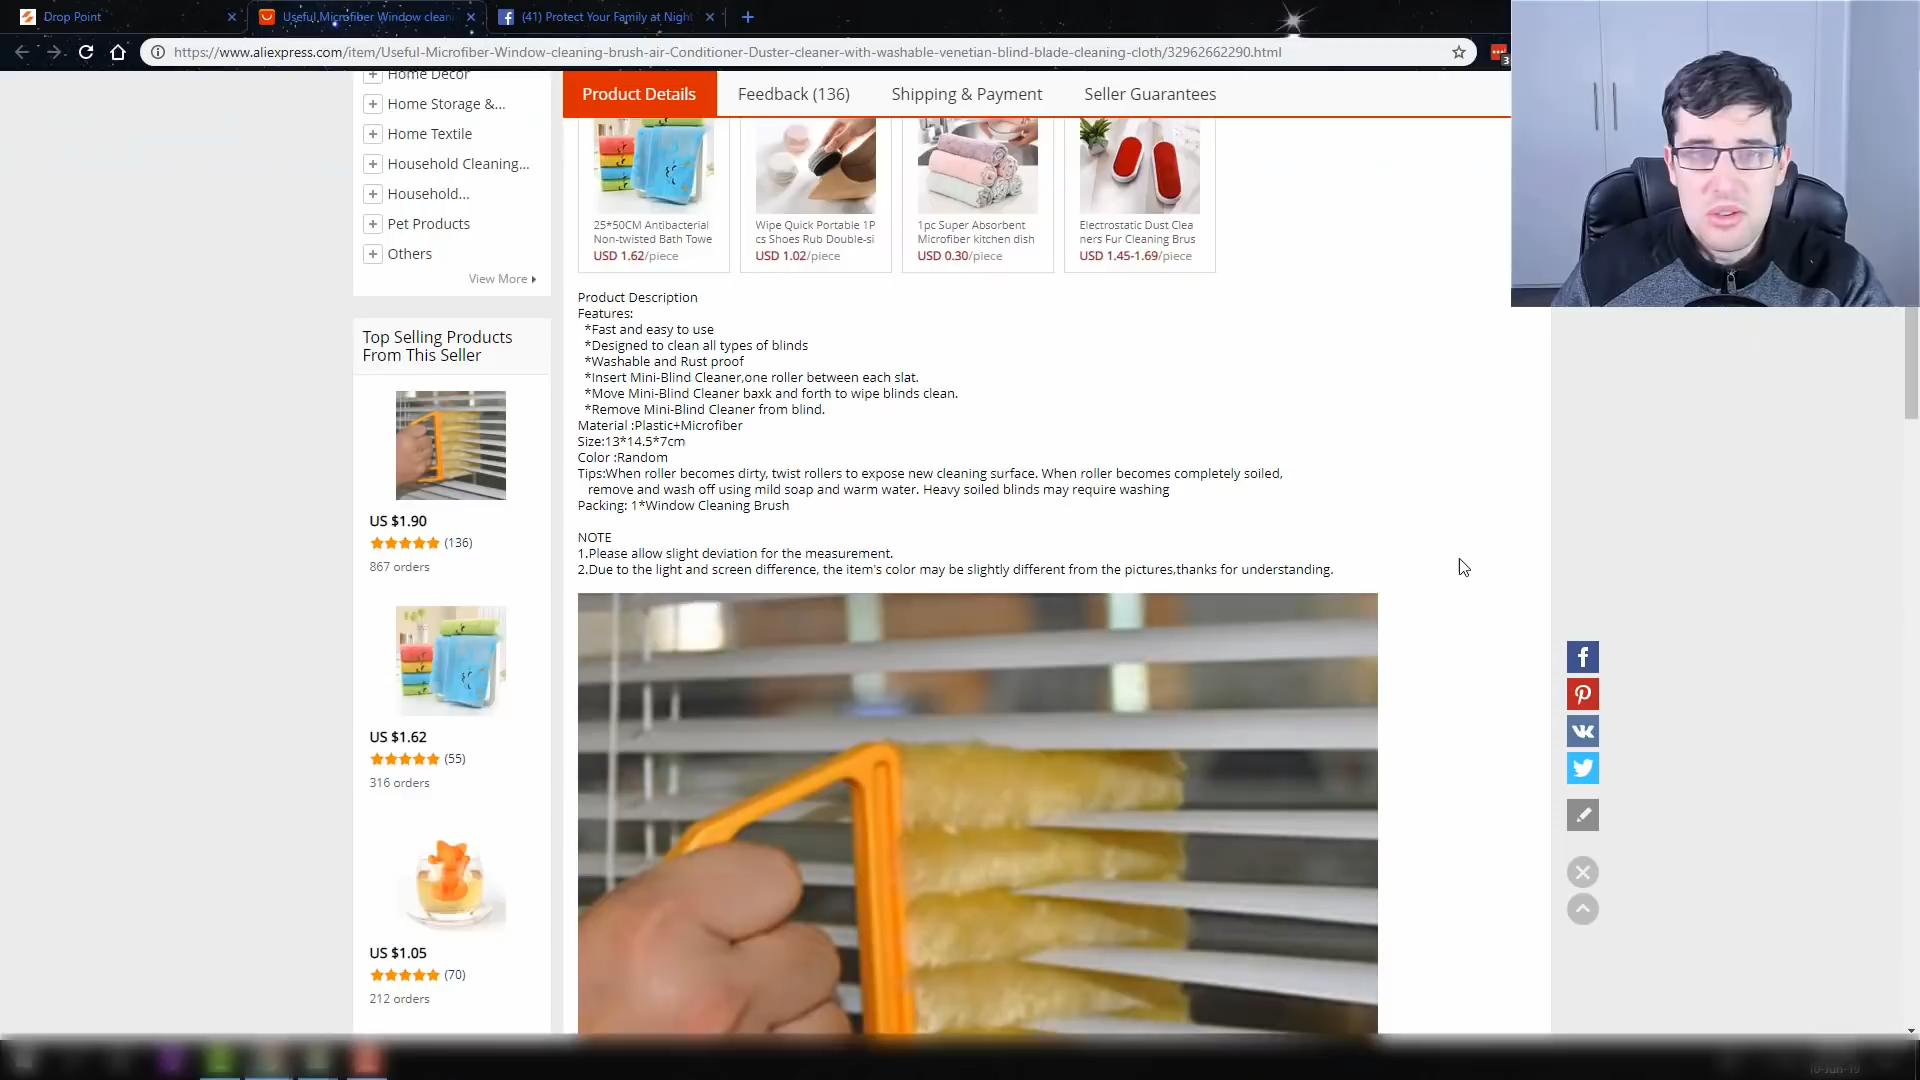 Drop Point
Useful Microfiber Window clean
(41) Protect Your Family at Night
https://www.aliexpress.com/item/Useful-Microfiber-Window-cleaning-brush-air-Conditioner-Duster-cleaner-with-washable-venetian-blind-blade-cleaning-cloth/32962662290.html
3
Home Decor
Home Storage &...
Home Textile
Household Cleaning...
Household...
Pet Products
Others
View More
Product Details
Feedback (136)
Shipping & Payment
Seller Guarantees
25*50CM Antibacterial
Non-twisted Bath Towe
USD 1.62/piece
Wipe Quick Portable 1P
cs Shoes Rub Double-si
USD 1.02/piece
1pc Super Absorbent
Microfiber kitchen dish
USD 0.30/piece
Electrostatic Dust Clea
ners Fur Cleaning Brus
USD 1.45-1.69/piece
Product Description
Features:
*Fast and easy to use
*Designed to clean all types of blinds
*Washable and Rust proof
*Insert Mini-Blind Cleaner,one roller between each slat.
*Move Mini-Blind Cleaner baxk and forth to wipe blinds clean.
*Remove Mini-Blind Cleaner from blind.
Material :Plastic+Microfiber
Size:13*14.5*7cm
Color :Random
Tips:When roller becomes dirty, twist rollers to expose new cleaning surface. When roller becomes completely soiled,
remove and wash off using mild soap and warm water. Heavy soiled blinds may require washing
Packing: 1*Window Cleaning Brush
NOTE
1.Please allow slight deviation for the measurement.
2.Due to the light and screen difference, the item's color may be slightly different from the pictures,thanks for understanding.
Top Selling Products
From This Seller
US $1.90
(136)
867 orders
US $1.62
(55)
316 orders
US $1.05
(70)
212 orders
10-Jun-19